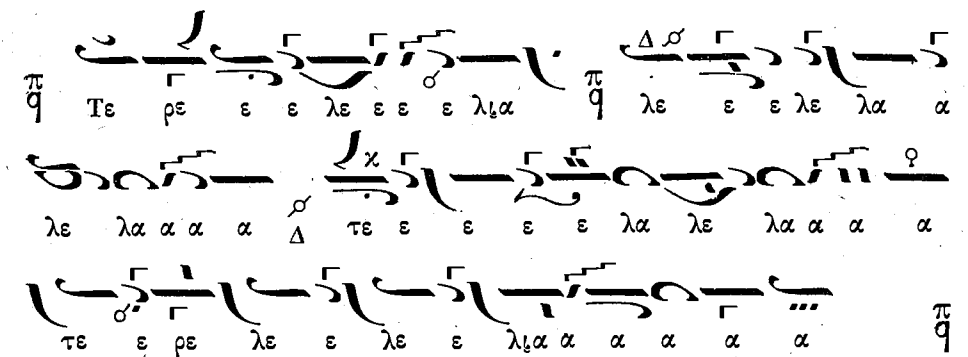 π q Τε ρε ε ε λε ε ε ε λια π q λε ε ε λε λα α
λε λα α α α Δ τε ε ε ε ε λα λε λα α α α
τε ε ρε λε ε λε ε λια α α α α α π q